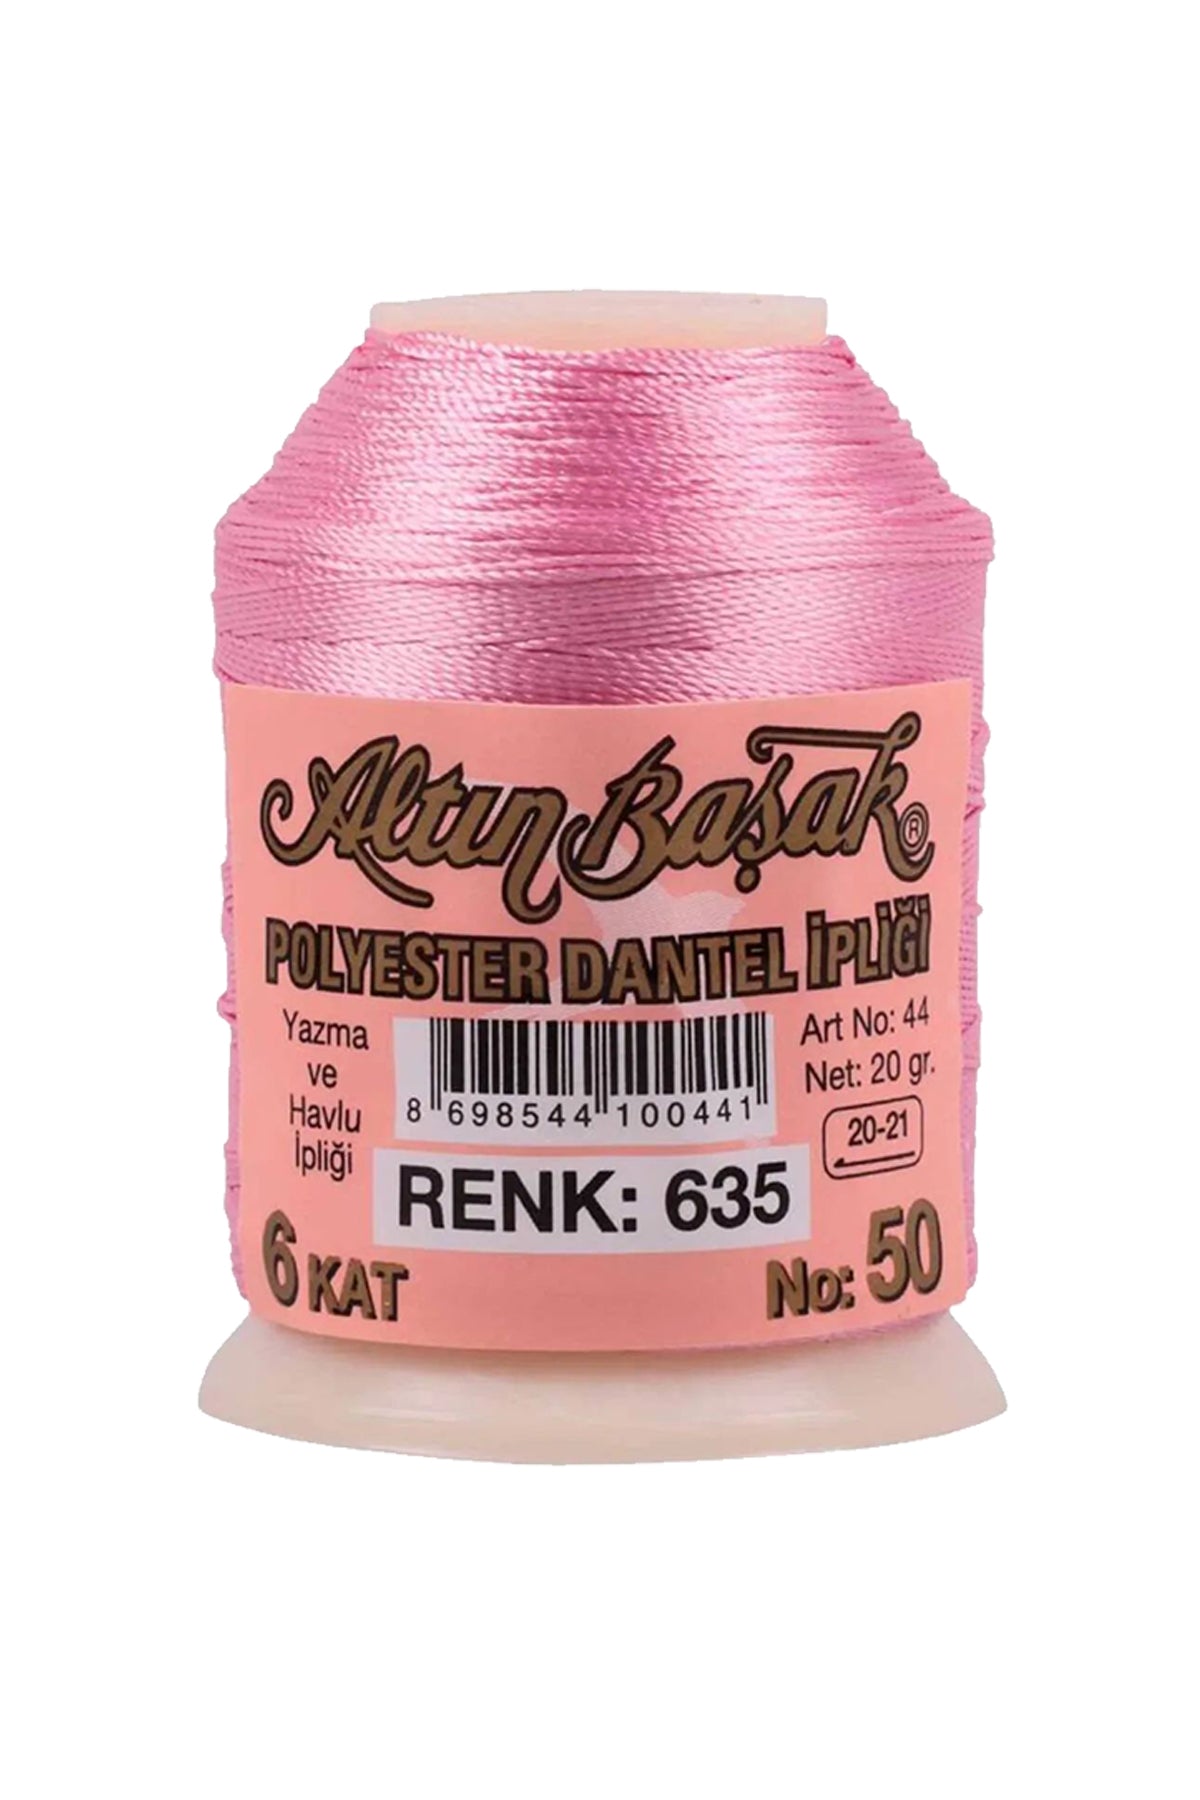 Altın Başak ®
POLYESTER DANTEL İPLİĞİ
Yazma
ve
Havlu
İpliği
8 698544 100441
Art No: 44
Net: 20 gr.
20-21
RENK: 635
6 KAT
No: 50